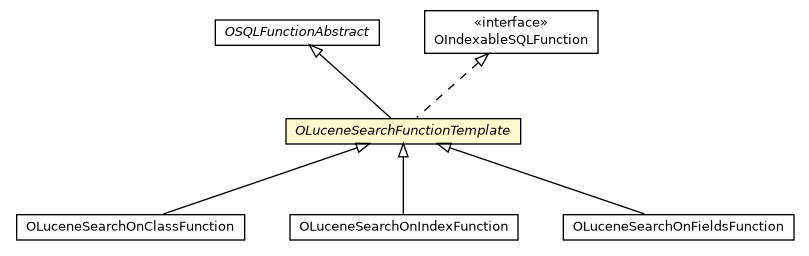 OSQLFunctionAbstract
«interface»
OIndexableSQLFunction
OLuceneSearchFunctionTemplate
OLuceneSearchOnClassFunction
OLuceneSearchOnIndexFunction
OLuceneSearchOnFieldsFunction